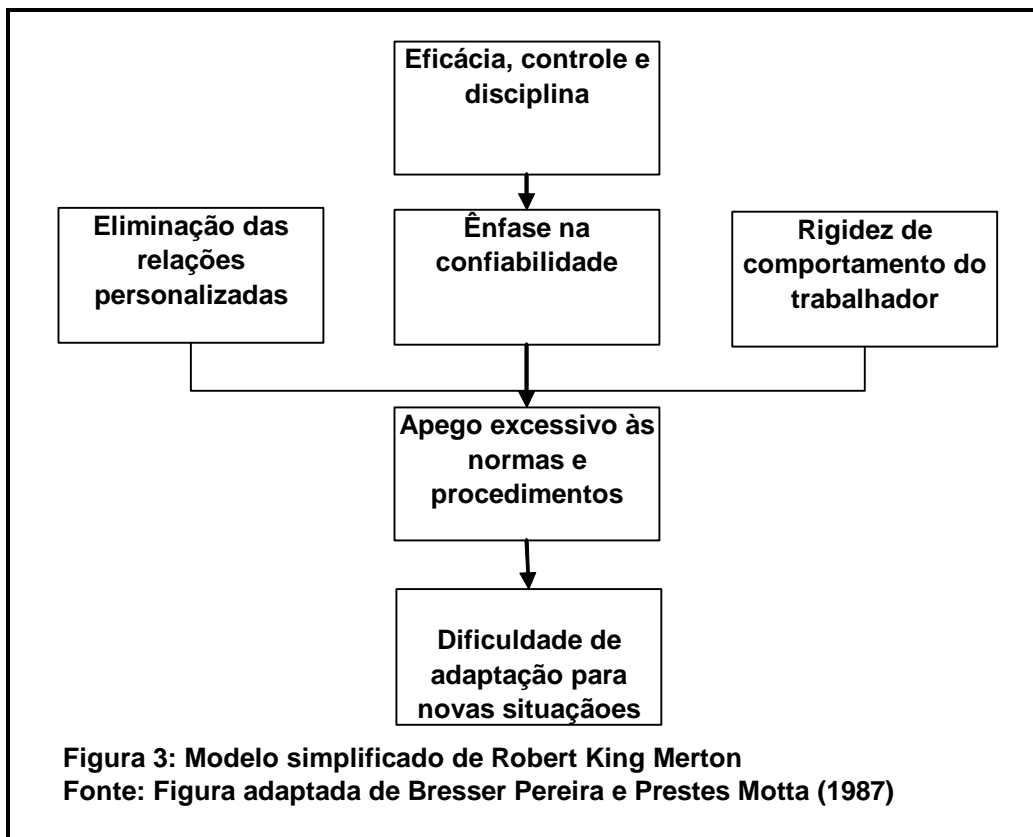 Eficácia, controle e
disciplina
Eliminação das
relações
personalizadas
Ênfase na
confiabilidade
Rigidez de
comportamento do
trabalhador
Apego excessivo às
normas e
procedimentos
Dificuldade de
adaptação para
novas situaçãoes
Figura 3: Modelo simplificado de Robert King Merton
Fonte: Figura adaptada de Bresser Pereira e Prestes Motta (1987)